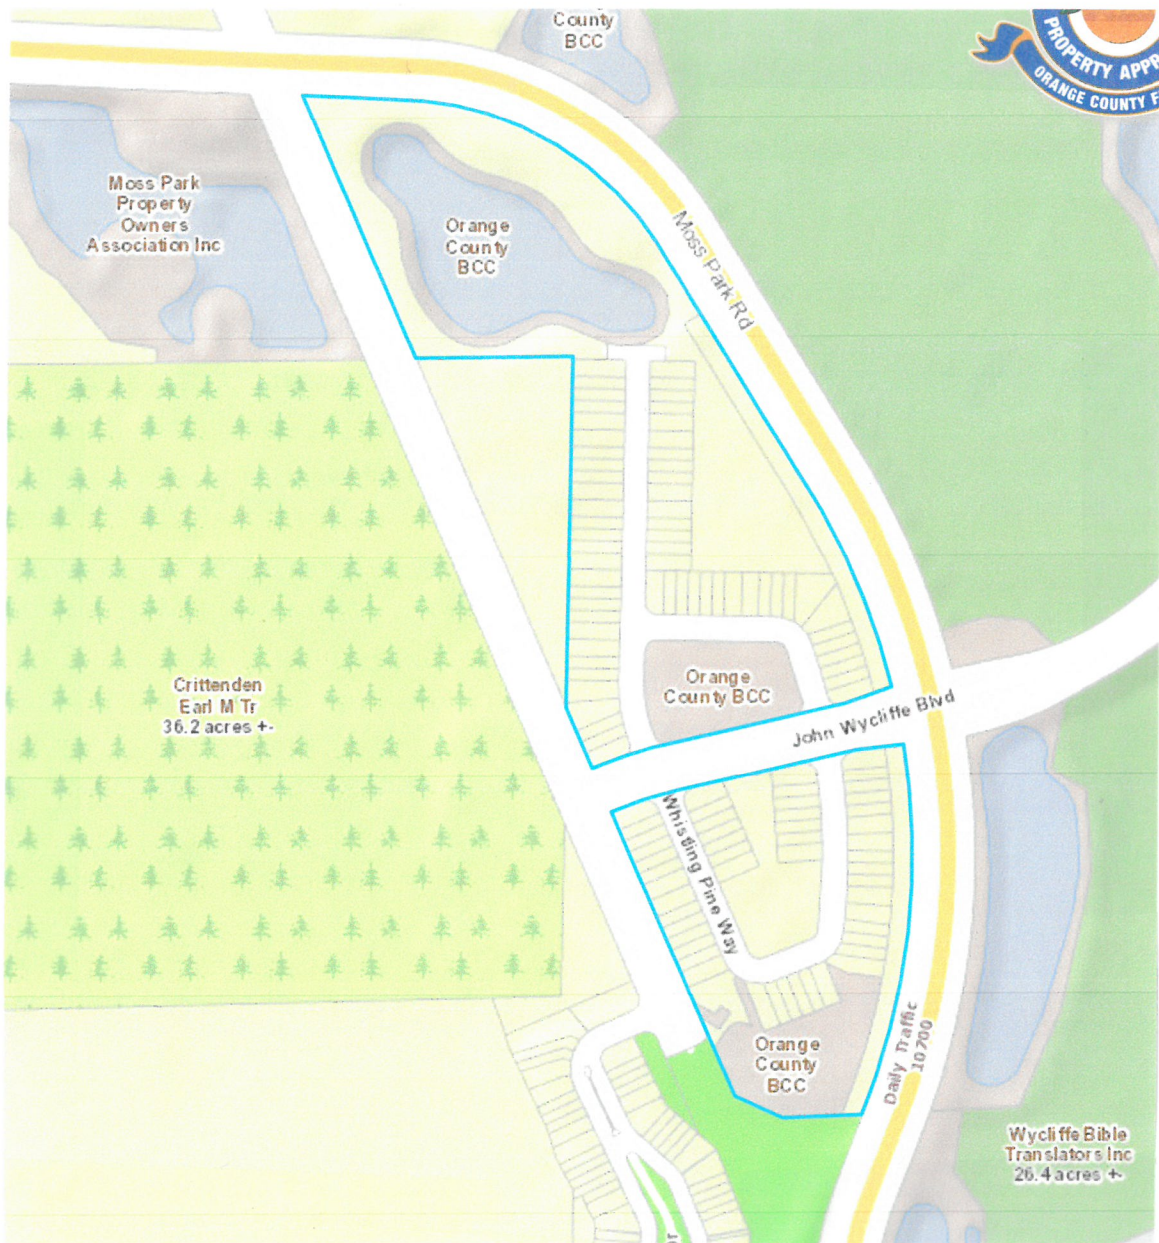 County
BCC
PROPERTY APPR
ORANGE COUNTY F
Moss Park
Property
Owners
Association Inc
Orange
County
BCC
Moss Park Rd
Crittenden
Earl M Tr
36.2 acres +-
Orange
County BCC
John Wycliffe Blvd
Whistling Pine Way
Daily Traffic
10700
Orange
County
BCC
Wycliffe Bible
Translators Inc
26.4 acres +-